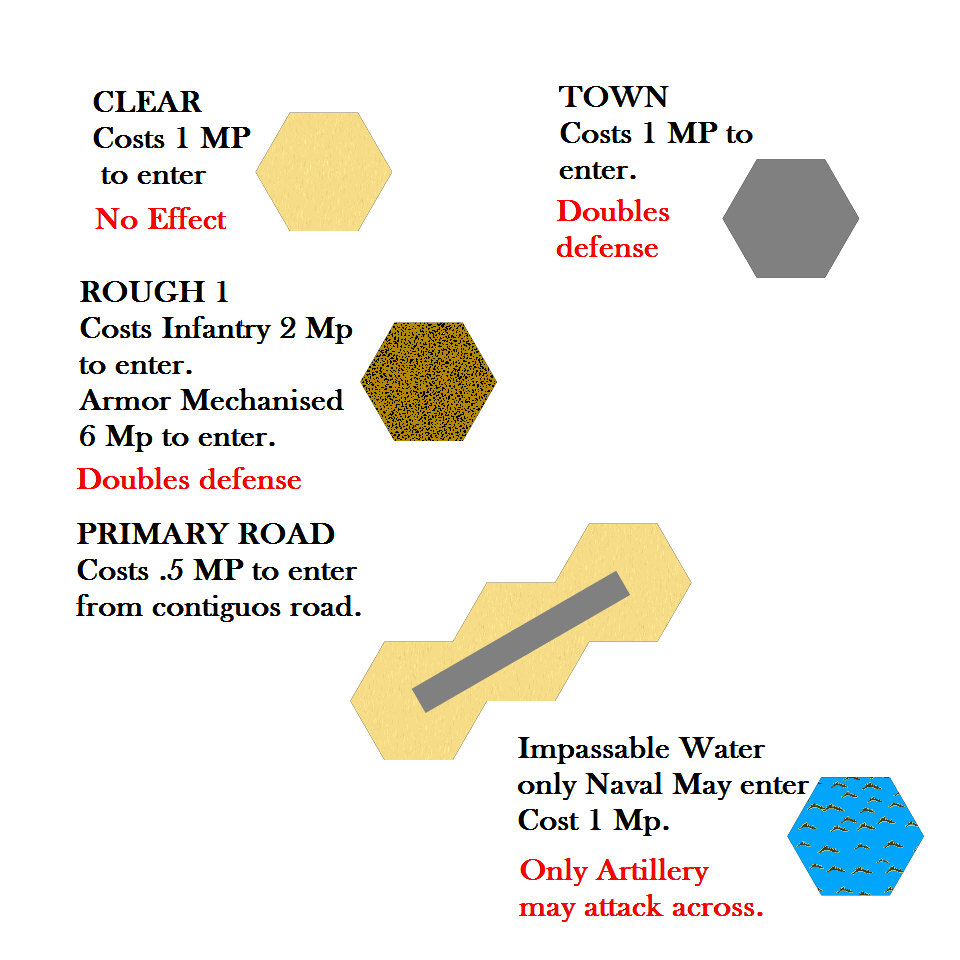 CLEAR
Costs 1 MP
to enter
No Effect
TOWN
Costs 1 MP to
enter.
Doubles
defense
ROUGH 1
Costs Infantry 2 Mp
to enter.
Armor Mechanised
6 Mp to enter.
Doubles defense
PRIMARY ROAD
Costs .5 MP to enter
from contiguos road.
Impassable Water
only Naval May enter
Cost 1 Mp.
Only Artillery
may attack across.